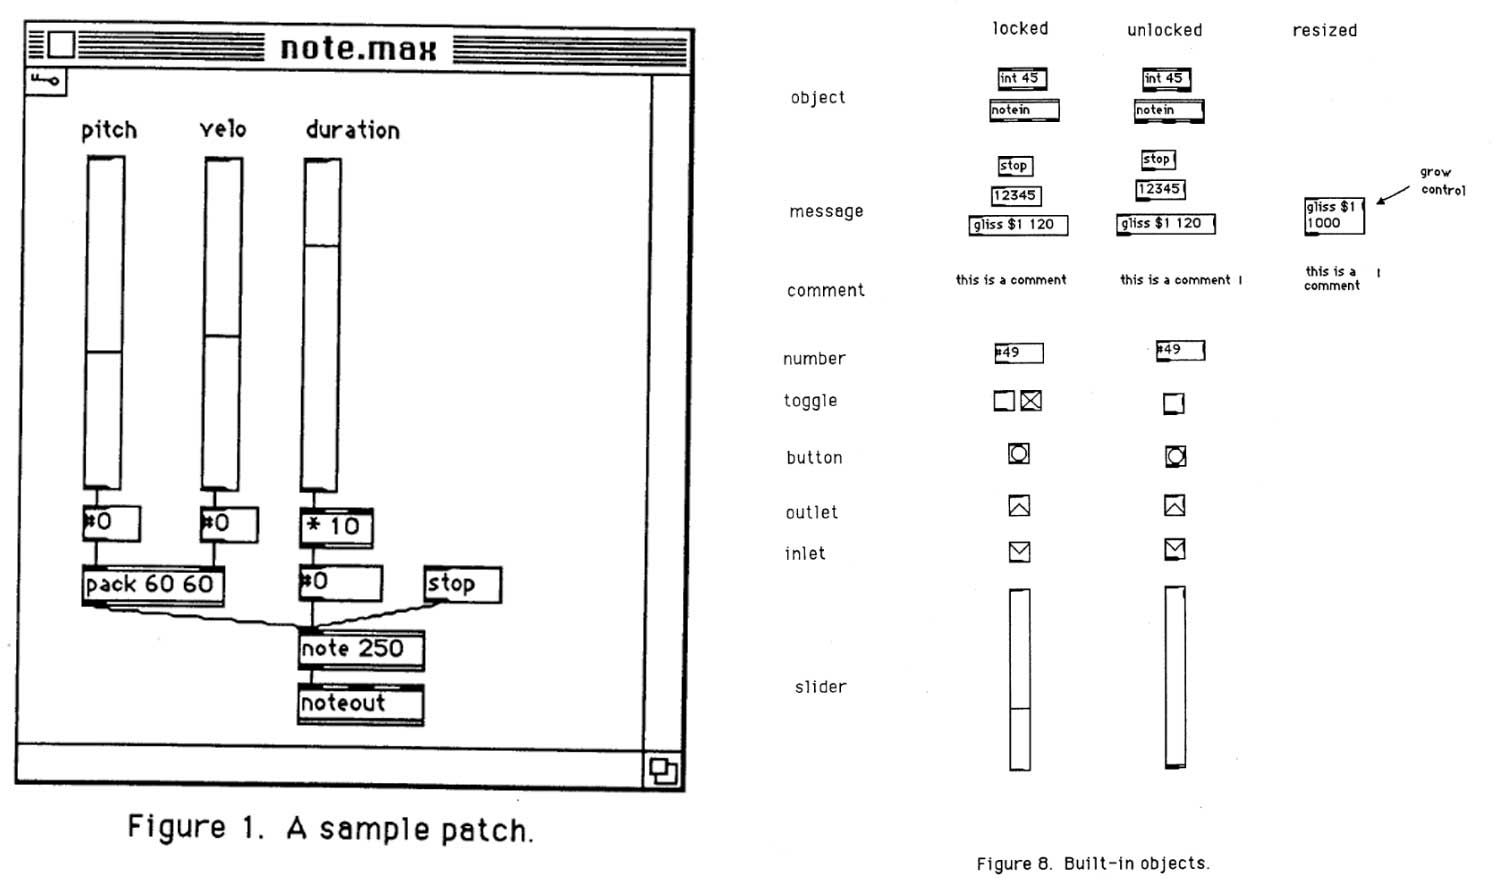 note.max
pitch velo duration
#0 #0 * 10
pack 60 60 #0 stop
note 250
noteout
Figure 1. A sample patch.
locked unlocked resized
object
int 45 int 45
notein notein
message
stop stop
12345 12345
gliss $1 120 gliss $1 120
gliss $1
1000
grow
control
comment
this is a comment this is a comment
this is a
comment
number #49 #49
toggle
button
outlet
inlet
slider
Figure 8. Built-in objects.